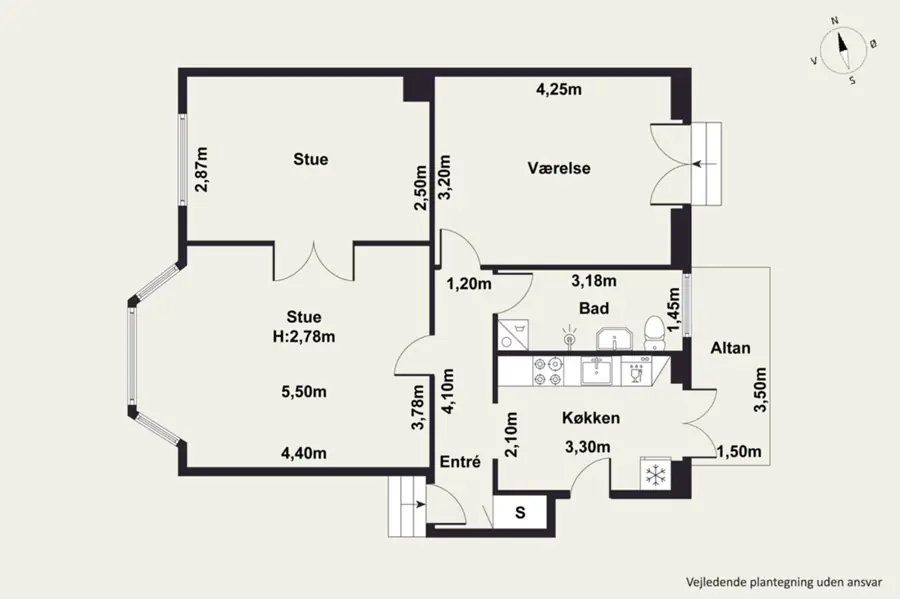 N
Ø
V
S
4,25m
Stue
Værelse
2,87m
2,50m
3,20m
1,20m
3,18m
Bad
1,45m
Stue
H:2,78m
5,50m
4,40m
3,78m
4,10m
Entré
2,10m
Køkken
3,30m
Altan
3,50m
1,50m
S
Vejledende plantegning uden ansvar